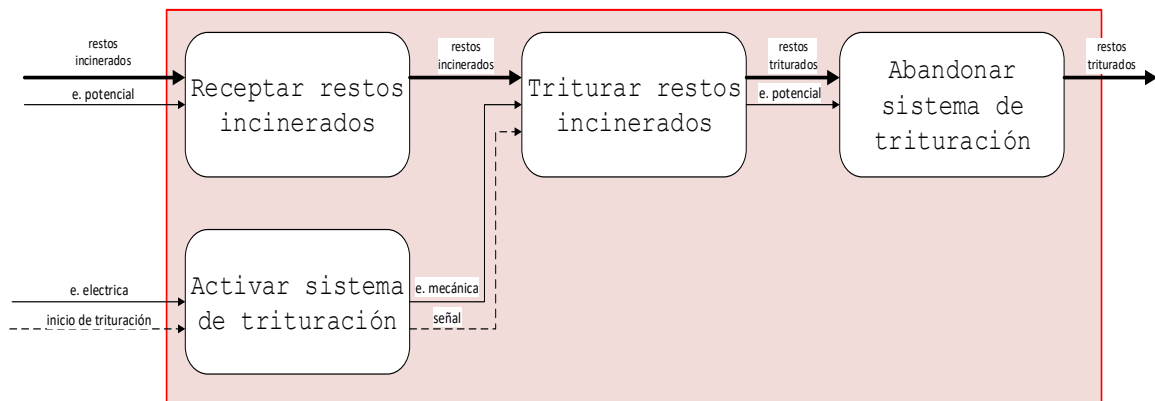 restos
incinerados
e. potencial
Receptar restos
incinerados
restos
incinerados
Triturar restos
incinerados
restos
triturados
e. potencial
Abandonar
sistema de
trituración
restos
triturados
e. electrica
inicio de trituración
Activar sistema
de trituración
e. mecánica
señal